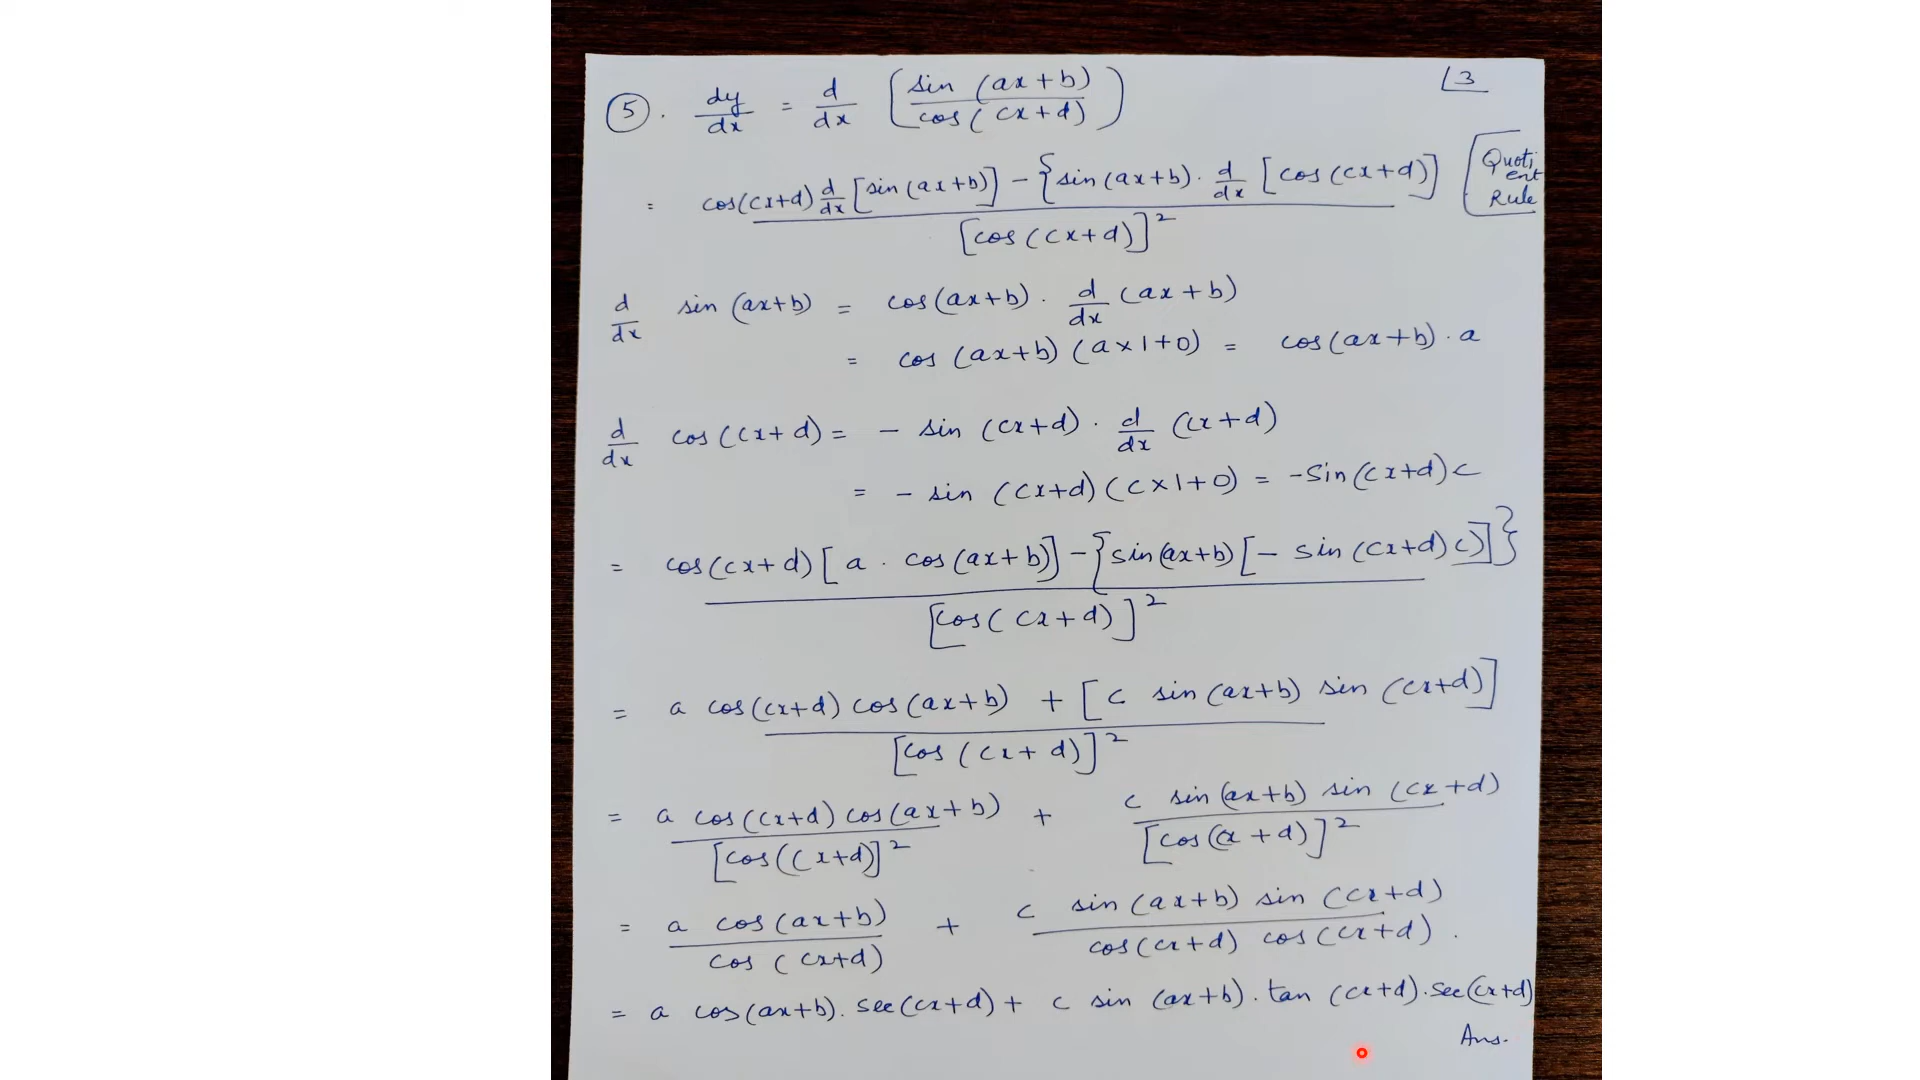 ⌊3
(5). dy/dx = d/dx [sin (ax+b) / cos (cx+d)]
= cos(cx+d) d/dx [sin (ax+b)] - {sin (ax+b) . d/dx [cos (cx+d)] / [cos (cx+d)]² [Quotient Rule
d/dx sin (ax+b) = cos(ax+b) . d/dx (ax+b)
= cos (ax+b) (a×1+0) = cos(ax+b) . a
d/dx cos (cx+d) = - sin (cx+d) . d/dx (cx+d)
= - sin (cx+d) (c×1+0) = -Sin (cx+d) c
= cos(cx+d) [a . cos (ax+b)] - {sin(ax+b) [- sin (cx+d) c]} / [cos (cx+d)]²
= a cos(cx+d) cos (ax+b) + [c sin (ax+b) sin (cx+d)] / [cos (cx+d)]²
= a cos (cx+d) cos (ax+b) / [cos (cx+d)]² + c sin (ax+b) sin (cx+d) / [cos (cx+d)]²
= a cos (ax+b) / cos (cx+d) + c sin (ax+b) sin (cx+d) / cos (cx+d) cos (cx+d) .
= a cos (ax+b) . sec (cx+d) + c sin (ax+b) . tan (cx+d) . sec (cx+d)
Ans.